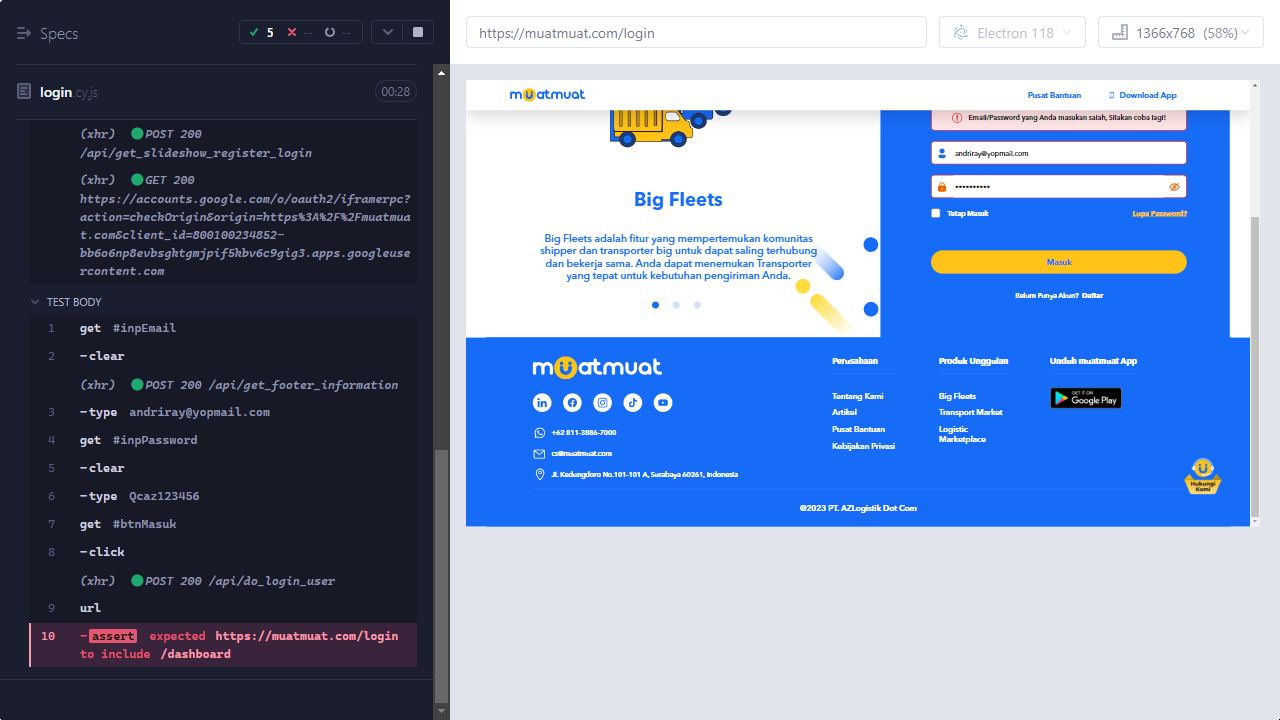 Specs
5
--
--
login cy.js
00:28
(xhr) POST 200
/api/get_slideshow_register_login
(xhr) GET 200
https://accounts.google.com/o/oauth2/iframerpc?
action=checkOrigin&origin=https%3A%2F%2Fmuatmua
t.com&client_id=800100234852-
bb6o6np8evbsghtgmjpif5hbv6c9gig3.apps.googleuse
rcontent.com
TEST BODY
1 get #inpEmail
2 -clear
(xhr) POST 200 /api/get_footer_information
3 -type andriray@yopmail.com
4 get #inpPassword
5 -clear
6 -type Qcaz123456
7 get #btnMasuk
8 -click
(xhr) POST 200 /api/do_login_user
9 url
10 -assert expected https://muatmuat.com/login
to include /dashboard
https://muatmuat.com/login
Electron 118
1366x768 (58%)
muatmuat
Pusat Bantuan
Download App
Big Fleets
Big Fleets adalah fitur yang mempertemukan komunitas
shipper dan transporter big untuk dapat saling terhubung
dan bekerja sama. Anda dapat menemukan Transporter
yang tepat untuk kebutuhan pengiriman Anda.
Email/Password yang Anda masukan salah, Silakan coba lagi!
andriray@yopmail.com
••••••••••
Tetap Masuk
Lupa Password?
Masuk
Belum Punya Akun? Daftar
muatmuat
+62 811-3886-7000
cs@muatmuat.com
Jl. Kedungdoro No.101-101 A, Surabaya 60261, Indonesia
Perusahaan
Tentang Kami
Artikel
Pusat Bantuan
Kebijakan Privasi
Produk Unggulan
Big Fleets
Transport Market
Logistic
Marketplace
Unduh muatmuat App
GET IT ON
Google Play
Hubungi
Kami
@2023 PT. AZLogistik Dot Com